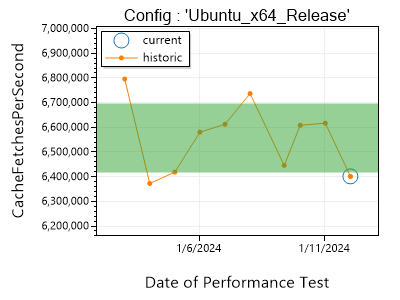 Config : 'Ubuntu_x64_Release'
CacheFetchesPerSecond
7,000,000
6,900,000
6,800,000
6,700,000
6,600,000
6,500,000
6,400,000
6,300,000
6,200,000
current
historic
1/6/2024
1/11/2024
Date of Performance Test